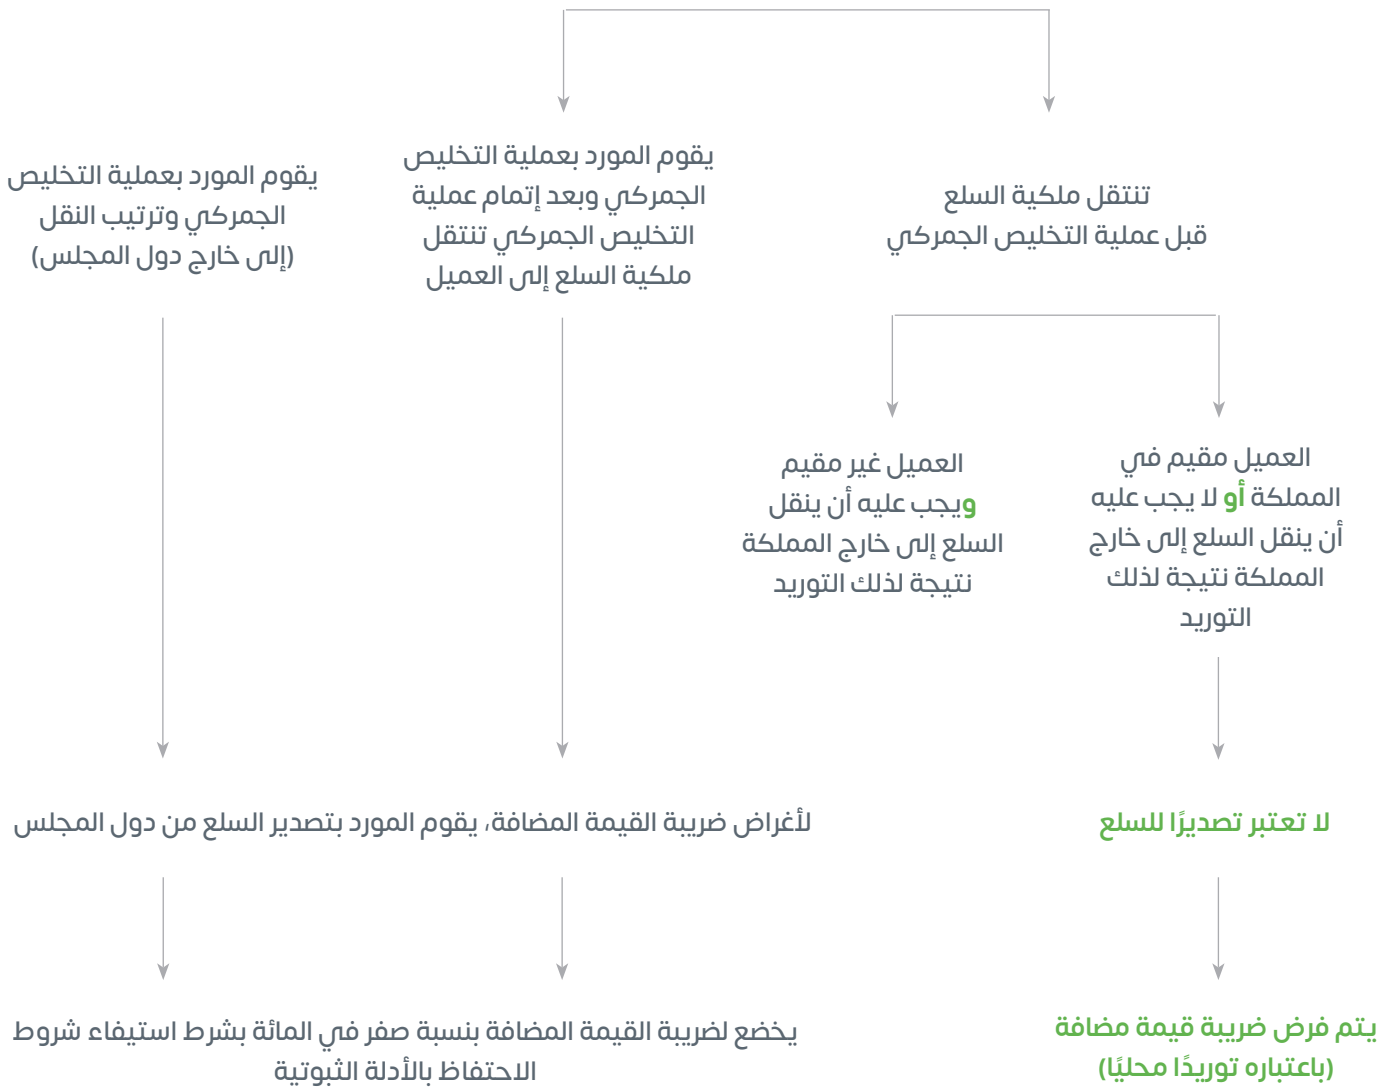 تنتقل ملكية السلع
قبل عملية التخليص الجمركي
يقوم المورد بعملية التخليص
الجمركي وبعد إتمام عملية
التخليص الجمركي تنتقل
ملكية السلع إلى العميل
يقوم المورد بعملية التخليص
الجمركي وترتيب النقل
(إلى خارج دول المجلس)
العميل مقيم في
المملكة أو لا يجب عليه
أن ينقل السلع إلى خارج
المملكة نتيجة لذلك
التوريد
العميل غير مقيم
ويجب عليه أن ينقل
السلع إلى خارج المملكة
نتيجة لذلك التوريد
لا تعتبر تصديرًا للسلع
لأغراض ضريبة القيمة المضافة، يقوم المورد بتصدير السلع من دول المجلس
يتم فرض ضريبة قيمة مضافة
(باعتباره توريدًا محليًا)
يخضع لضريبة القيمة المضافة بنسبة صفر في المائة بشرط استيفاء شروط
الاحتفاظ بالأدلة الثبوتية